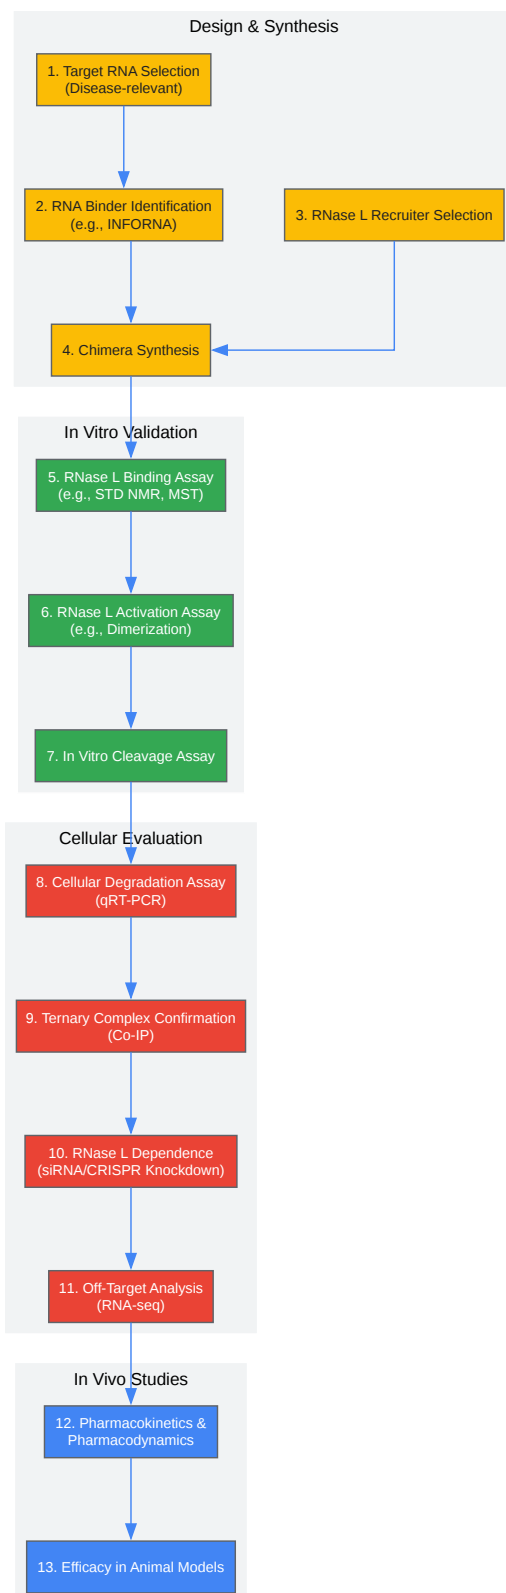 Design & Synthesis
1. Target RNA Selection
(Disease-relevant)
2. RNA Binder Identification
(e.g., INFORNA)
3. RNase L Recruiter Selection
4. Chimera Synthesis
In Vitro Validation
5. RNase L Binding Assay
(e.g., STD NMR, MST)
6. RNase L Activation Assay
(e.g., Dimerization)
7. In Vitro Cleavage Assay
Cellular Evaluation
8. Cellular Degradation Assay
(qRT-PCR)
9. Ternary Complex Confirmation
(Co-IP)
10. RNase L Dependence
(siRNA/CRISPR Knockdown)
11. Off-Target Analysis
(RNA-seq)
In Vivo Studies
12. Pharmacokinetics &
Pharmacodynamics
13. Efficacy in Animal Models